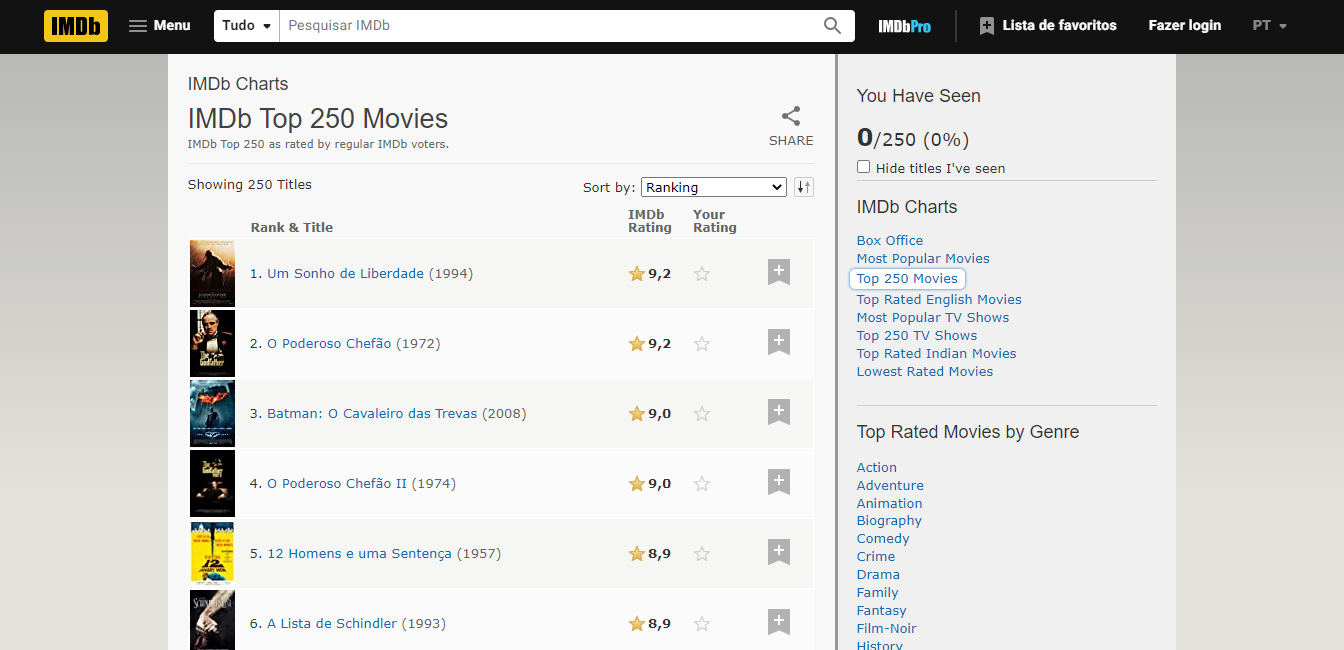 IMDb
Menu
Tudo
Pesquisar IMDb
IMDbPro
Lista de favoritos
Fazer login
PT
IMDb Charts
IMDb Top 250 Movies
IMDb Top 250 as rated by regular IMDb voters.
SHARE
Showing 250 Titles
Sort by: Ranking
Rank & Title
IMDb
Rating
Your
Rating
1. Um Sonho de Liberdade (1994)
9,2
The
Godfather
2. O Poderoso Chefão (1972)
9,2
3. Batman: O Cavaleiro das Trevas (2008)
9,0
4. O Poderoso Chefão II (1974)
9,0
12
ANGRY MEN
5. 12 Homens e uma Sentença (1957)
8,9
6. A Lista de Schindler (1993)
8,9
You Have Seen
0/250 (0%)
Hide titles I've seen
IMDb Charts
Box Office
Most Popular Movies
Top 250 Movies
Top Rated English Movies
Most Popular TV Shows
Top 250 TV Shows
Top Rated Indian Movies
Lowest Rated Movies
Top Rated Movies by Genre
Action
Adventure
Animation
Biography
Comedy
Crime
Drama
Family
Fantasy
Film-Noir
History